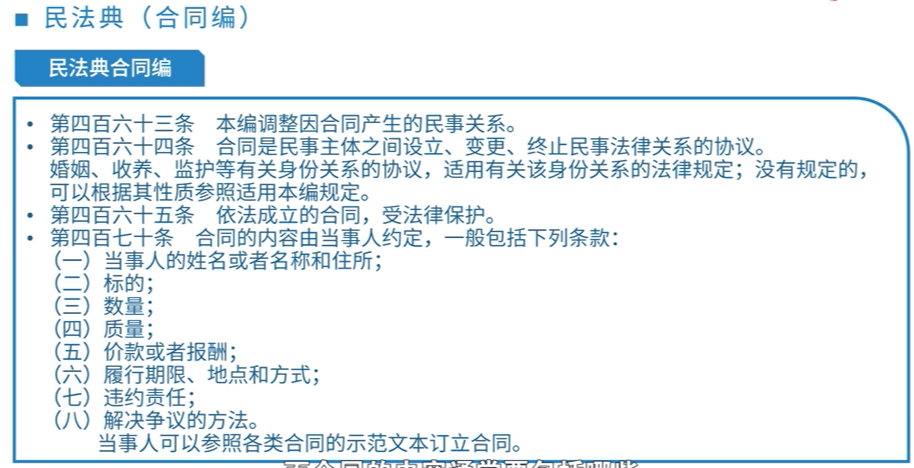 民法典（合同编）
民法典合同编
• 第四百六十三条 本编调整因合同产生的民事关系。
• 第四百六十四条 合同是民事主体之间设立、变更、终止民事法律关系的协议。
婚姻、收养、监护等有关身份关系的协议，适用有关该身份关系的法律规定；没有规定的，
可以根据其性质参照适用本编规定。
• 第四百六十五条 依法成立的合同，受法律保护。
• 第四百七十条 合同的内容由当事人约定，一般包括下列条款：
（一）当事人的姓名或者名称和住所；
（二）标的；
（三）数量；
（四）质量；
（五）价款或者报酬；
（六）履行期限、地点和方式；
（七）违约责任；
（八）解决争议的方法。
当事人可以参照各类合同的示范文本订立合同。